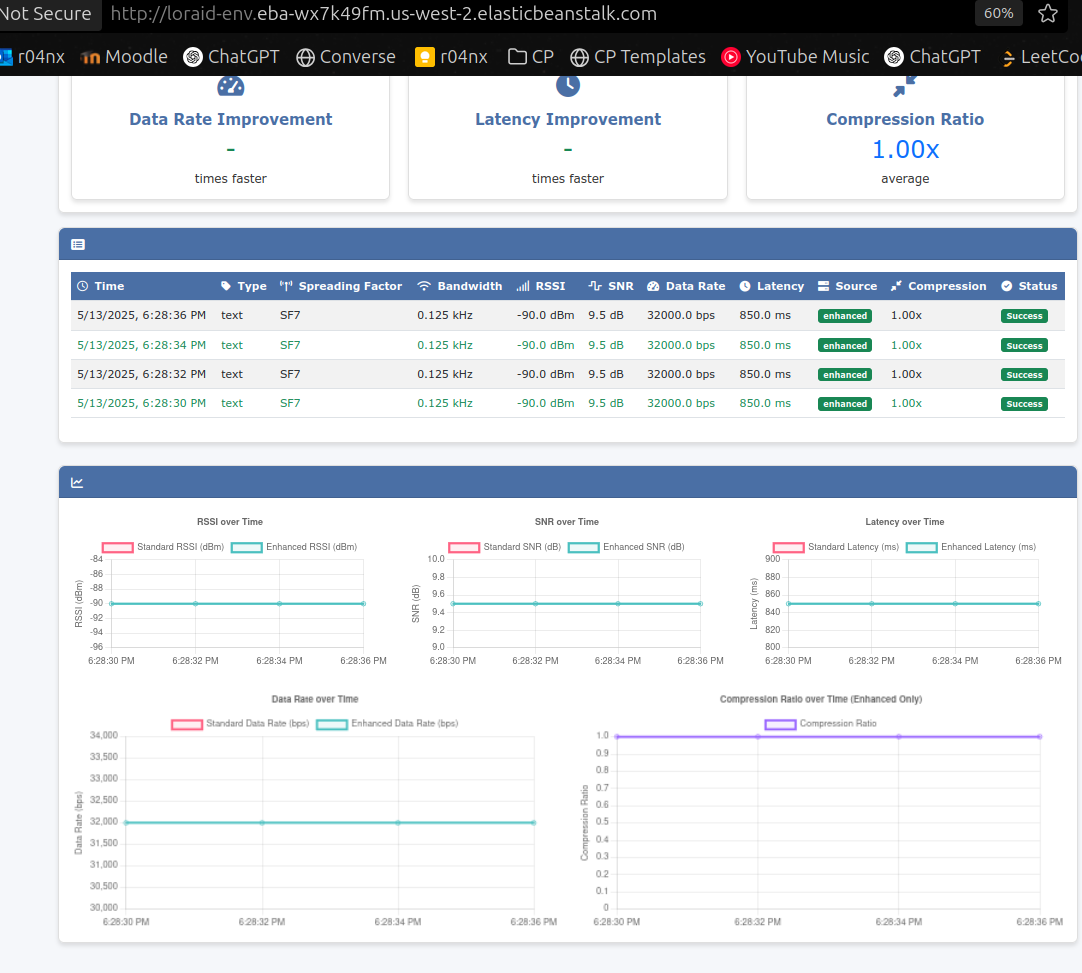 Not Secure http://loraid-env.eba-wx7k49fm.us-west-2.elasticbeanstalk.com 60%
r04nx Moodle ChatGPT Converse r04nx CP CP Templates YouTube Music ChatGPT LeetCo
Data Rate Improvement Latency Improvement Compression Ratio
- - 1.00x
times faster times faster average
Time Type Spreading Factor Bandwidth RSSI SNR Data Rate Latency Source Compression Status
5/13/2025, 6:28:36 PM text SF7 0.125 kHz -90.0 dBm 9.5 dB 32000.0 bps 850.0 ms enhanced 1.00x Success
5/13/2025, 6:28:34 PM text SF7 0.125 kHz -90.0 dBm 9.5 dB 32000.0 bps 850.0 ms enhanced 1.00x Success
5/13/2025, 6:28:32 PM text SF7 0.125 kHz -90.0 dBm 9.5 dB 32000.0 bps 850.0 ms enhanced 1.00x Success
5/13/2025, 6:28:30 PM text SF7 0.125 kHz -90.0 dBm 9.5 dB 32000.0 bps 850.0 ms enhanced 1.00x Success
RSSI over Time
Standard RSSI (dBm) Enhanced RSSI (dBm)
RSSI (dBm)
-84
-86
-88
-90
-92
-94
-96
6:28:30 PM 6:28:32 PM 6:28:34 PM 6:28:36 PM
SNR over Time
Standard SNR (dB) Enhanced SNR (dB)
SNR (dB)
10.0
9.8
9.6
9.4
9.2
9.0
6:28:30 PM 6:28:32 PM 6:28:34 PM 6:28:36 PM
Latency over Time
Standard Latency (ms) Enhanced Latency (ms)
Latency (ms)
900
880
860
840
820
800
6:28:30 PM 6:28:32 PM 6:28:34 PM 6:28:36 PM
Data Rate over Time
Standard Data Rate (bps) Enhanced Data Rate (bps)
Data Rate (bps)
34,000
33,500
33,000
32,500
32,000
31,500
31,000
30,500
30,000
6:28:30 PM 6:28:32 PM 6:28:34 PM 6:28:36 PM
Compression Ratio over Time (Enhanced Only)
Compression Ratio
Compression Ratio
1.0
0.9
0.8
0.7
0.6
0.5
0.4
0.3
0.2
0.1
0
6:28:30 PM 6:28:32 PM 6:28:34 PM 6:28:36 PM